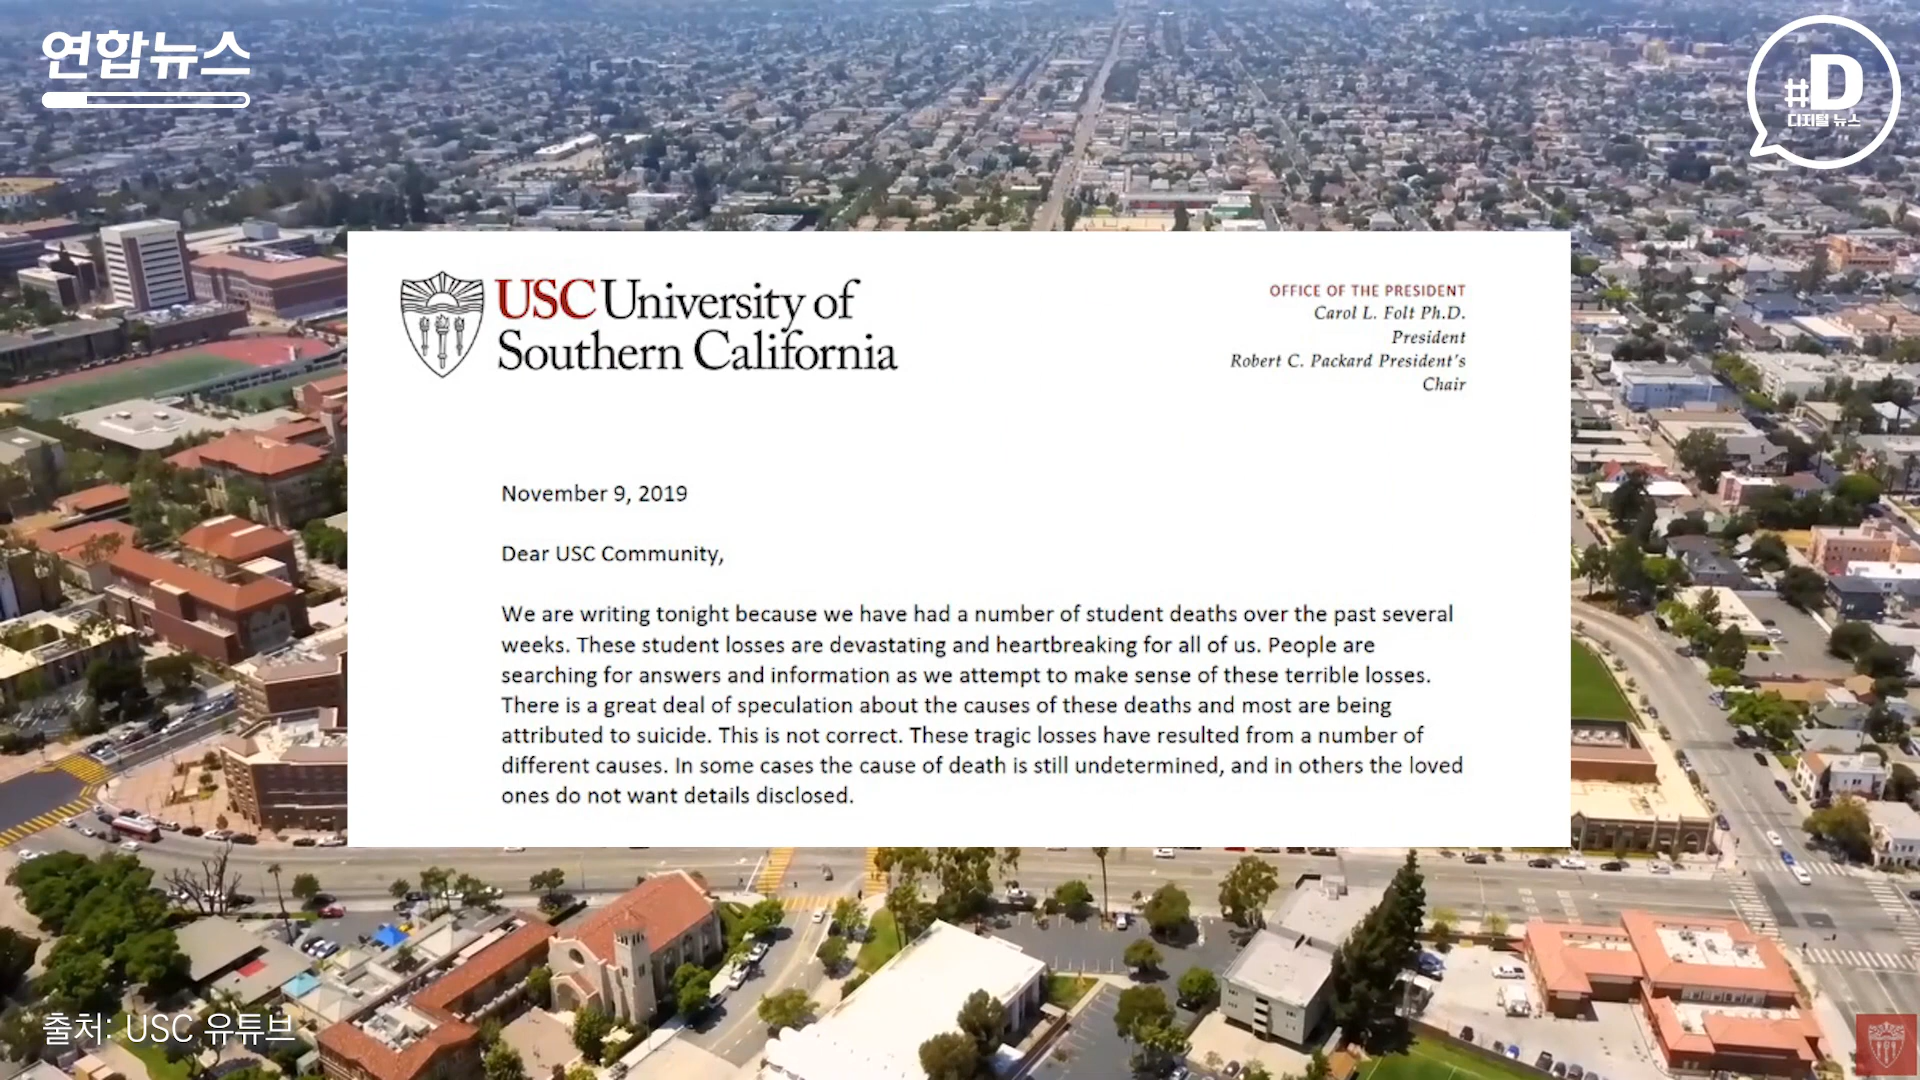 연합뉴스
#D
디지털 뉴스
USC University of
Southern California
OFFICE OF THE PRESIDENT
Carol L. Folt Ph.D.
President
Robert C. Packard President's
Chair
November 9, 2019
Dear USC Community,
We are writing tonight because we have had a number of student deaths over the past several
weeks. These student losses are devastating and heartbreaking for all of us. People are
searching for answers and information as we attempt to make sense of these terrible losses.
There is a great deal of speculation about the causes of these deaths and most are being
attributed to suicide. This is not correct. These tragic losses have resulted from a number of
different causes. In some cases the cause of death is still undetermined, and in others the loved
ones do not want details disclosed.
출처: USC 유튜브